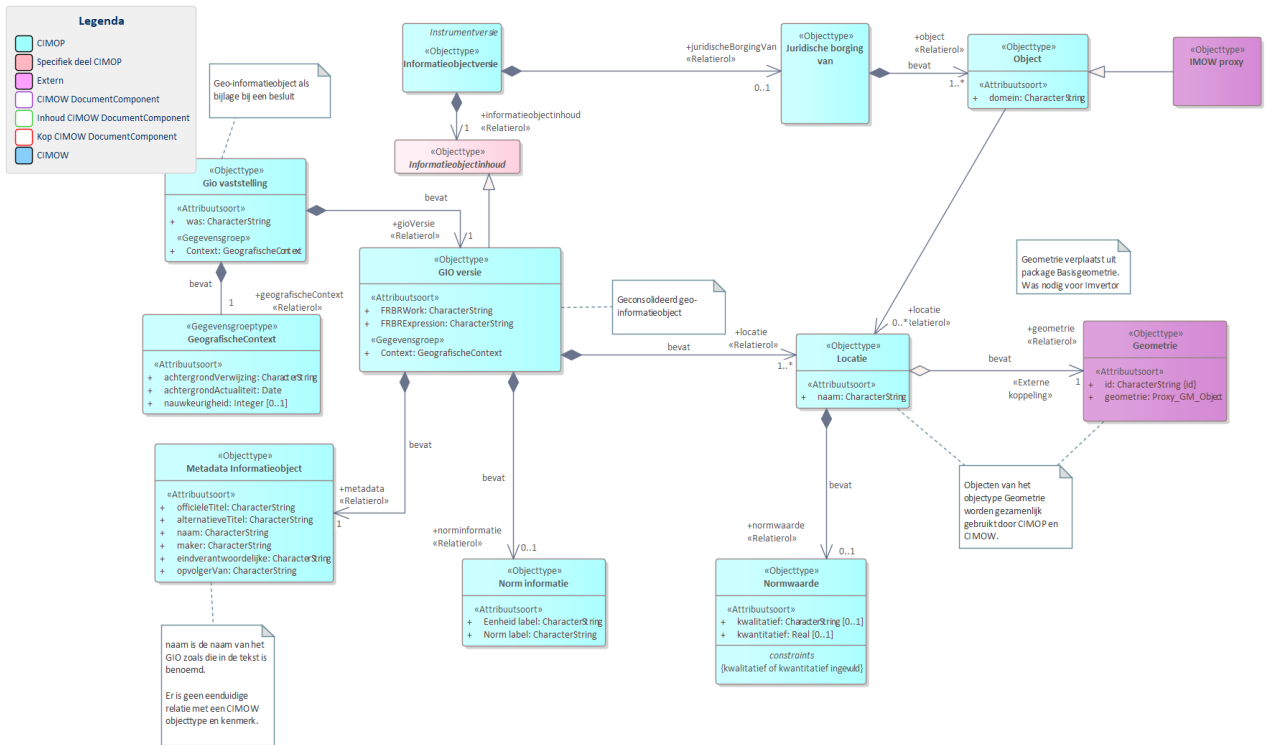 Legenda
CIMOP
Specifiek deel CIMOP
Extern
CIMOW DocumentComponent
Inhoud CIMOW DocumentComponent
Kop CIMOW DocumentComponent
CIMOW
Geo-informatieobject als
bijlage bij een besluit
Instrumentversie
«Objecttype»
Informatieobjectversie
+juridischeBorgingVan
«Relatierol»
0..1
«Objecttype»
Juridische borging
van
+object
«Relatierol»
bevat
1..*
«Objecttype»
Object
«Attribuutsoort»
+ domein: CharacterString
«Objecttype»
IMOW proxy
+informatieobjectinhoud
«Relatierol»
1
«Objecttype»
Informatieobjectinhoud
«Objecttype»
Gio vaststelling
«Attribuutsoort»
+ was: CharacterString
«Gegevensgroep»
+ Context: GeografischeContext
bevat
+gioVersie
«Relatierol»
1
bevat
1
+geografischeContext
«Relatierol»
«Gegevensgroeptype»
GeografischeContext
«Attribuutsoort»
+ achtergrondVerwijzing: CharacterString
+ achtergrondActualiteit: Date
+ nauwkeurigheid: Integer [0..1]
«Objecttype»
GIO versie
«Attribuutsoort»
+ FRBRWork: CharacterString
+ FRBRExpression: CharacterString
«Gegevensgroep»
+ Context: GeografischeContext
Geconsolideerd geo-
informatieobject
Geometrie verplaatst uit
package Basisgeometrie.
Was nodig voor Imvertor
+locatie
0..* «Relatierol»
+locatie
«Relatierol»
bevat
1..*
«Objecttype»
Locatie
«Attribuutsoort»
+ naam: CharacterString
+geometrie
«Relatierol»
bevat
1
«Externe
koppeling»
«Objecttype»
Geometrie
«Attribuutsoort»
+ id: CharacterString {id}
+ geometrie: Proxy_GM_Object
bevat
+metadata
«Relatierol»
1
«Objecttype»
Metadata Informatieobject
«Attribuutsoort»
+ officieleTitel: CharacterString
+ alternatieveTitel: CharacterString
+ naam: CharacterString
+ maker: CharacterString
+ eindverantwoordelijke: CharacterString
+ opvolgerVan: CharacterString
bevat
+norminformatie
«Relatierol»
0..1
«Objecttype»
Norm informatie
«Attribuutsoort»
+ Eenheid label: CharacterString
+ Norm label: CharacterString
bevat
+normwaarde
«Relatierol»
0..1
«Objecttype»
Normwaarde
«Attribuutsoort»
+ kwalitatief: CharacterString [0..1]
+ kwantitatief: Real [0..1]
constraints
{kwalitatief of kwantitatief ingevuld}
Objecten van het
objectype Geometrie
worden gezamenlijk
gebruikt door CIMOP en
CIMOW.
naam is de naam van het
GIO zoals die in de tekst is
benoemd.
Er is geen eenduidige
relatie met een CIMOW
objecttype en kenmerk.